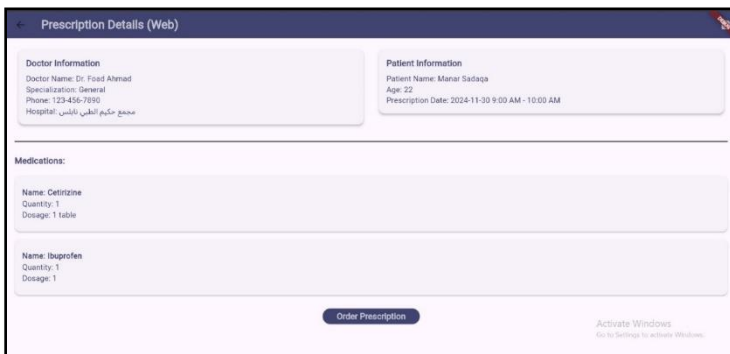 Prescription Details (Web)
Doctor Information
Doctor Name: Dr. Foad Ahmad
Specialization: General
Phone: 123-456-7890
Hospital: مجمع حكيم الطبي نابلس
Patient Information
Patient Name: Manar Sadaqa
Age: 22
Prescription Date: 2024-11-30 9:00 AM - 10:00 AM
Medications:
Name: Cetirizine
Quantity: 1
Dosage: 1 table
Name: Ibuprofen
Quantity: 1
Dosage: 1
Order Prescription
Activate Windows
Go to Settings to activate Windows.